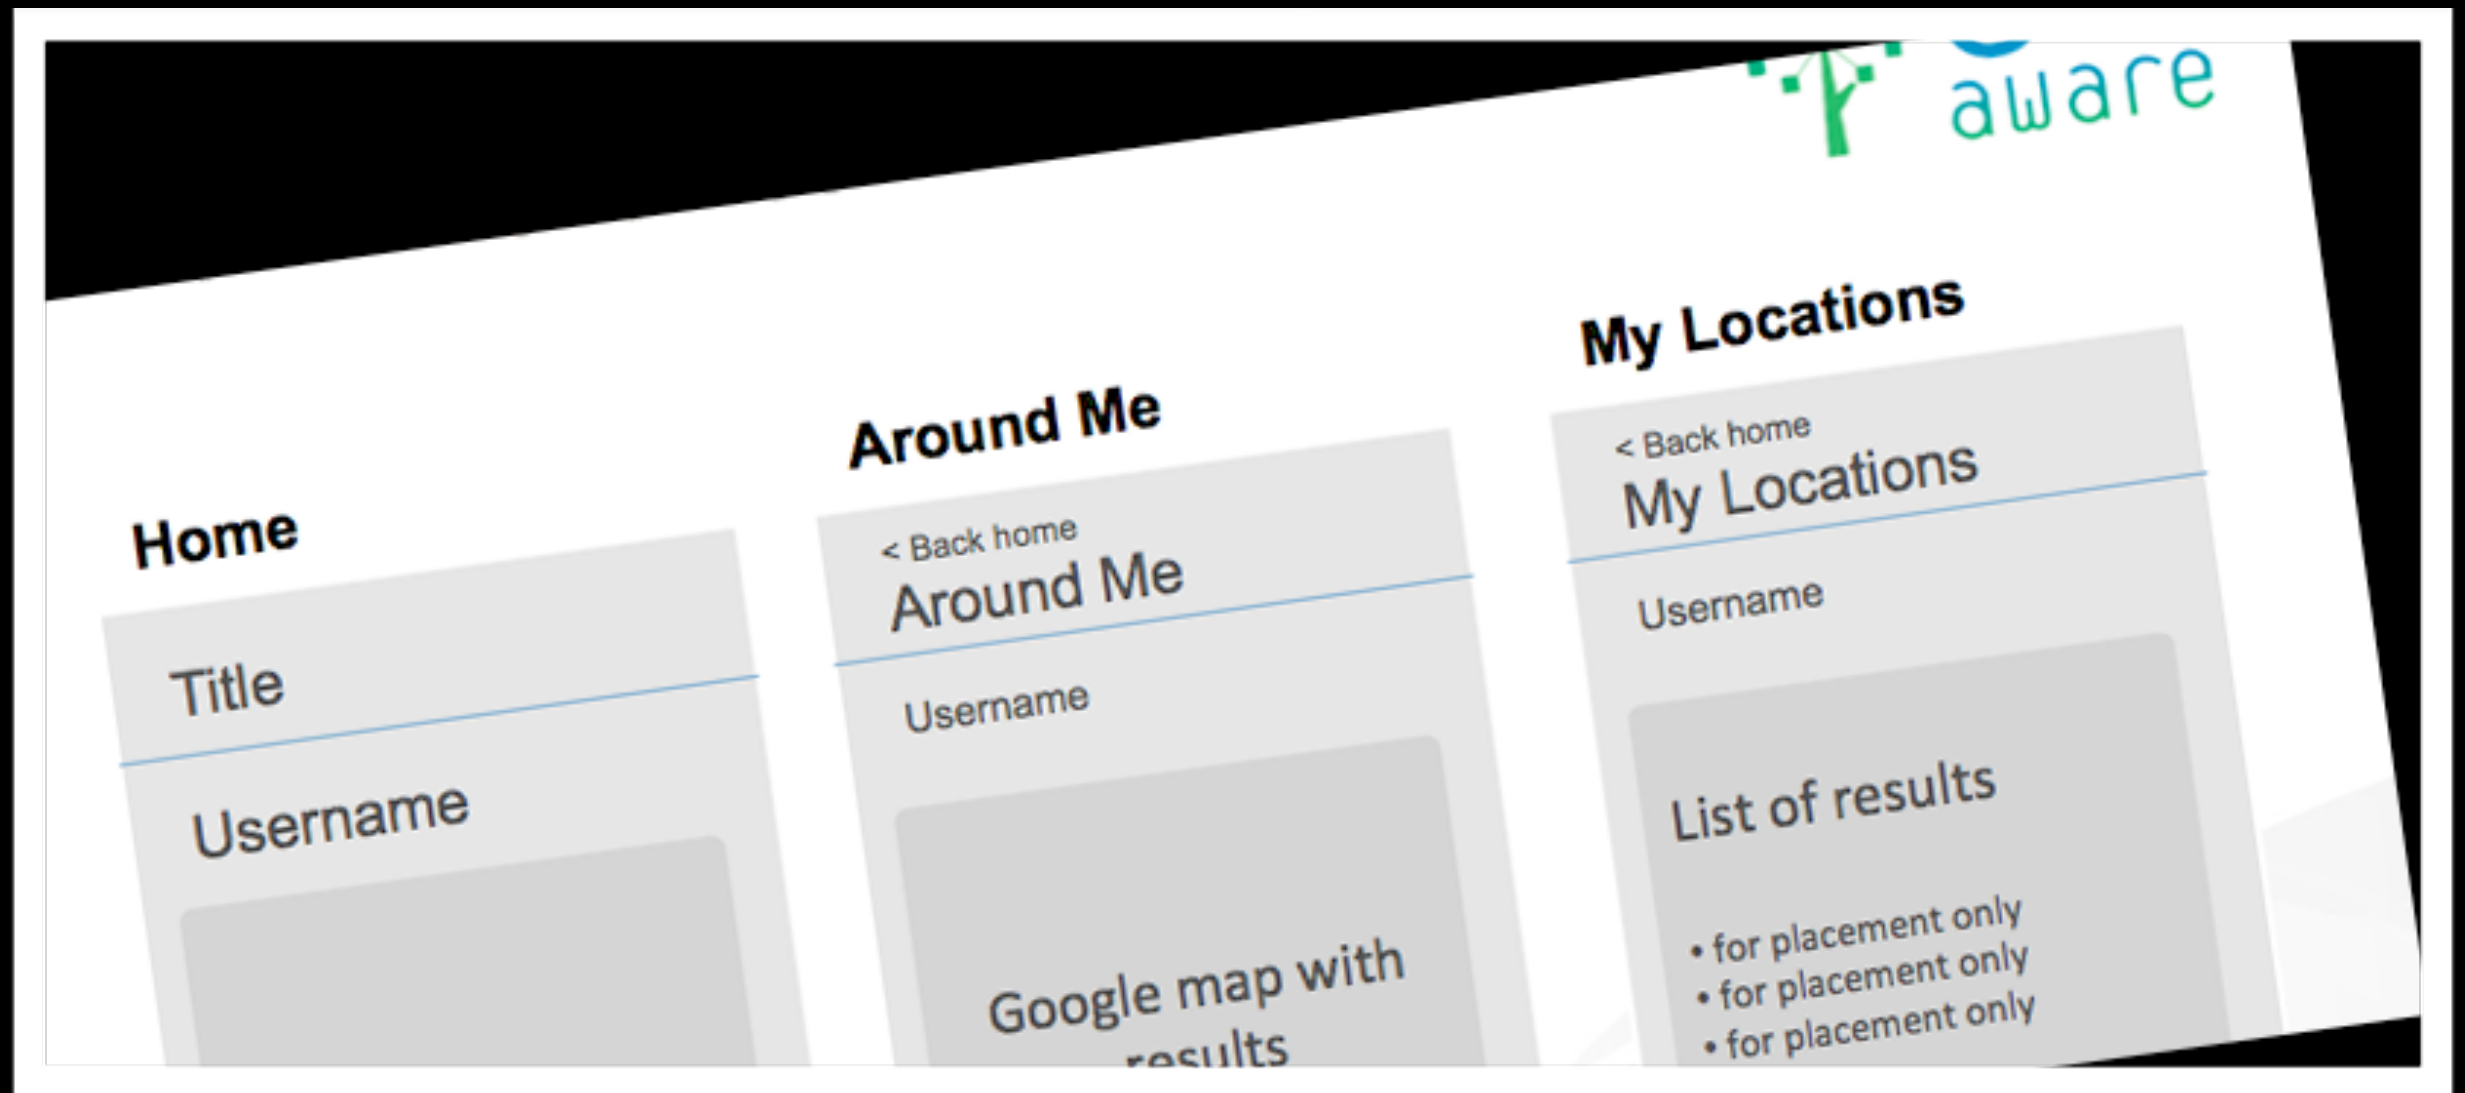 aware
Home
Title
Username
Around Me
< Back home
Around Me
Username
Google map with
results
My Locations
< Back home
My Locations
Username
List of results
• for placement only
• for placement only
• for placement only